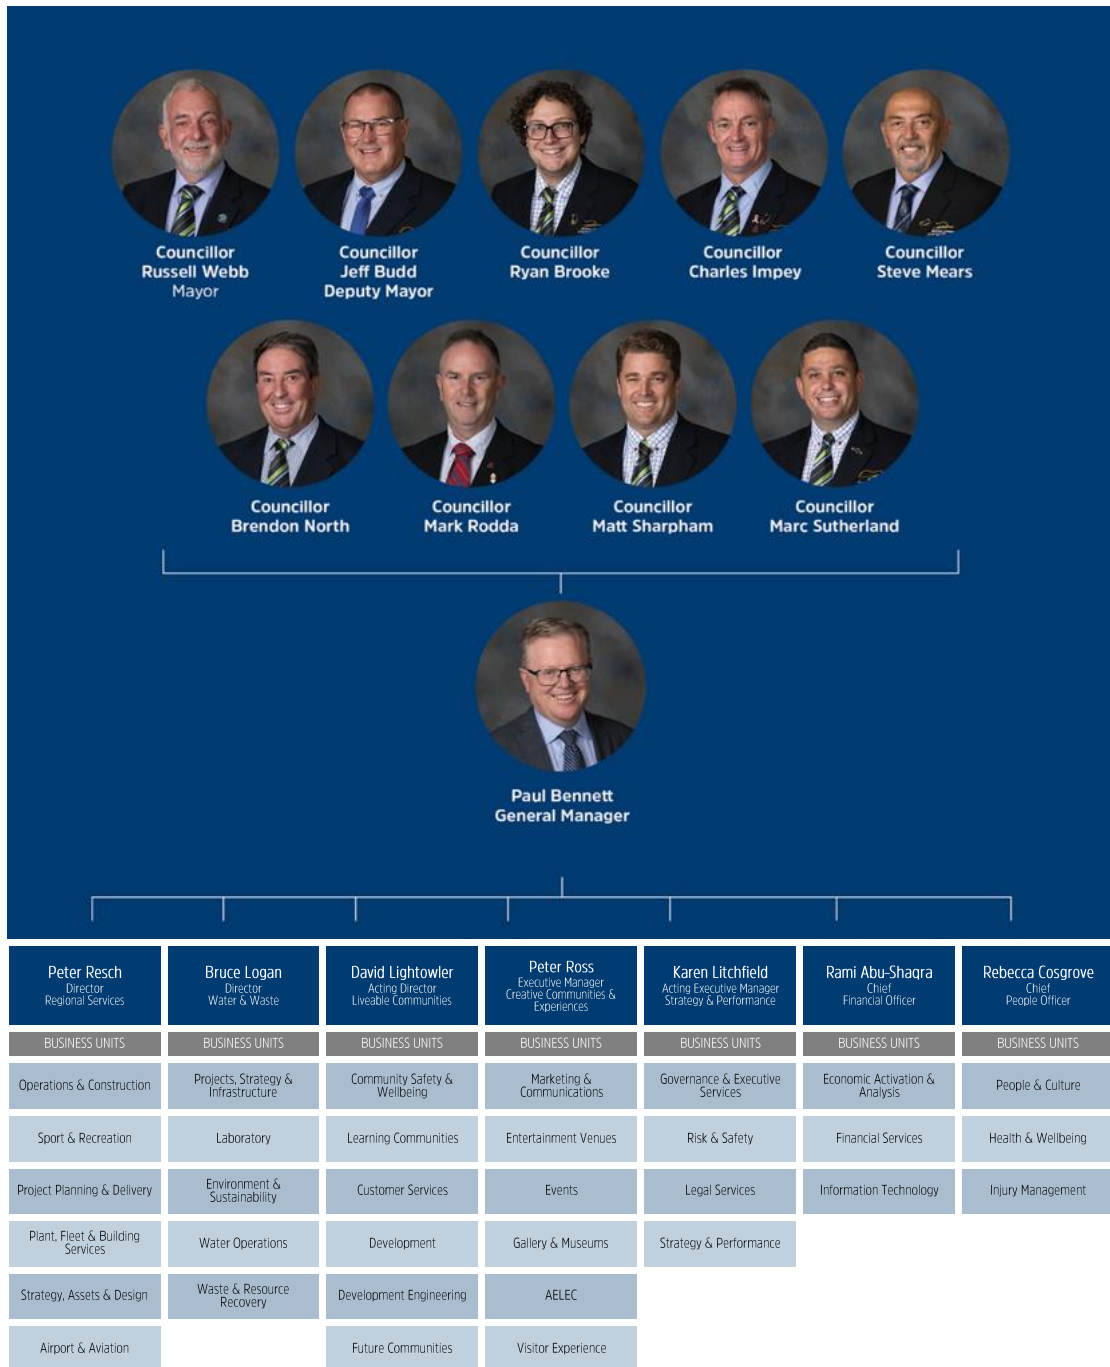 Councillor
Russell Webb
Mayor
Councillor
Jeff Budd
Deputy Mayor
Councillor
Ryan Brooke
Councillor
Charles Impey
Councillor
Steve Mears
Councillor
Brendon North
Councillor
Mark Rodda
Councillor
Matt Sharpham
Councillor
Marc Sutherland
Paul Bennett
General Manager
Peter Resch
Director
Regional Services
BUSINESS UNITS
Operations & Construction
Sport & Recreation
Project Planning & Delivery
Plant, Fleet & Building
Services
Strategy, Assets & Design
Airport & Aviation
Bruce Logan
Director
Water & Waste
BUSINESS UNITS
Projects, Strategy &
Infrastructure
Laboratory
Environment &
Sustainability
Water Operations
Waste & Resource
Recovery
David Lightowler
Acting Director
Liveable Communities
BUSINESS UNITS
Community Safety &
Wellbeing
Learning Communities
Customer Services
Development
Development Engineering
Future Communities
Peter Ross
Executive Manager
Creative Communities &
Experiences
BUSINESS UNITS
Marketing &
Communications
Entertainment Venues
Events
Gallery & Museums
AELEC
Visitor Experience
Karen Litchfield
Acting Executive Manager
Strategy & Performance
BUSINESS UNITS
Governance & Executive
Services
Risk & Safety
Legal Services
Strategy & Performance
Rami Abu-Shaqra
Chief
Financial Officer
BUSINESS UNITS
Economic Activation &
Analysis
Financial Services
Information Technology
Rebecca Cosgrove
Chief
People Officer
BUSINESS UNITS
People & Culture
Health & Wellbeing
Injury Management